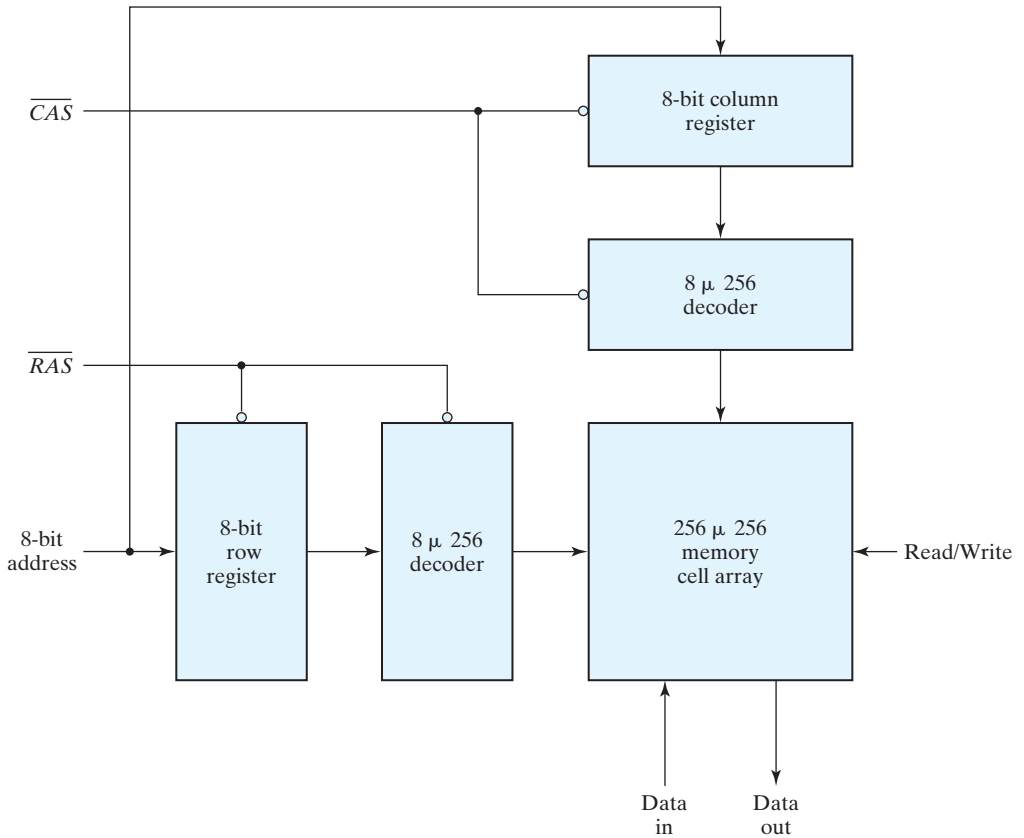 8-bit column
register
CAS
8 μ 256
decoder
RAS
8-bit
address
8-bit
row
register
8 μ 256
decoder
256 μ 256
memory
cell array
Read/Write
Data
in
Data
out